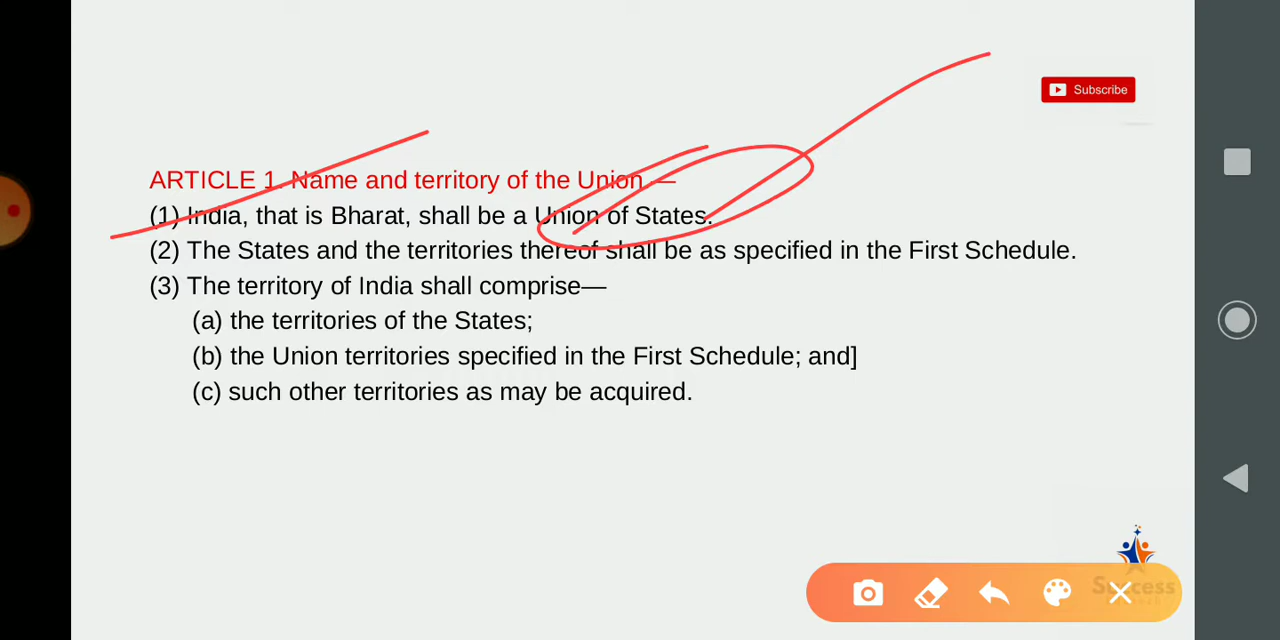 Subscribe
ARTICLE 1. Name and territory of the Union.—
(1) India, that is Bharat, shall be a Union of States.
(2) The States and the territories thereof shall be as specified in the First Schedule.
(3) The territory of India shall comprise—
(a) the territories of the States;
(b) the Union territories specified in the First Schedule; and]
(c) such other territories as may be acquired.
Success